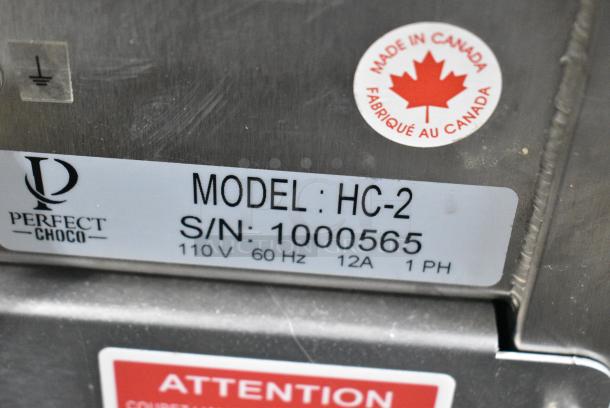 MADE IN CANADA
FABRIQUÉ AU CANADA
PERFECT
CHOCO
MODEL : HC-2
S/N: 1000565
110 V 60 Hz 12A 1 PH
ATTENTION